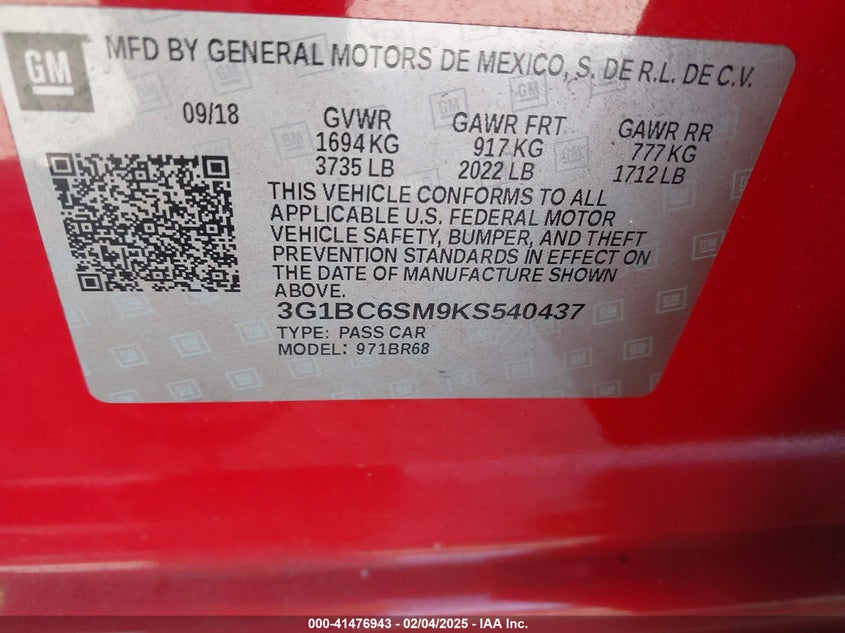 GM
MFD BY GENERAL MOTORS DE MEXICO, S. DE R.L. DE C.V.
09/18
GVWR
1694 KG
3735 LB
GAWR FRT
917 KG
2022 LB
GAWR RR
777 KG
1712 LB
THIS VEHICLE CONFORMS TO ALL
APPLICABLE U.S. FEDERAL MOTOR
VEHICLE SAFETY, BUMPER, AND THEFT
PREVENTION STANDARDS IN EFFECT ON
THE DATE OF MANUFACTURE SHOWN
ABOVE.
3G1BC6SM9KS540437
TYPE: PASS CAR
MODEL: 971BR68
000-41476943 - 02/04/2025 - IAA Inc.